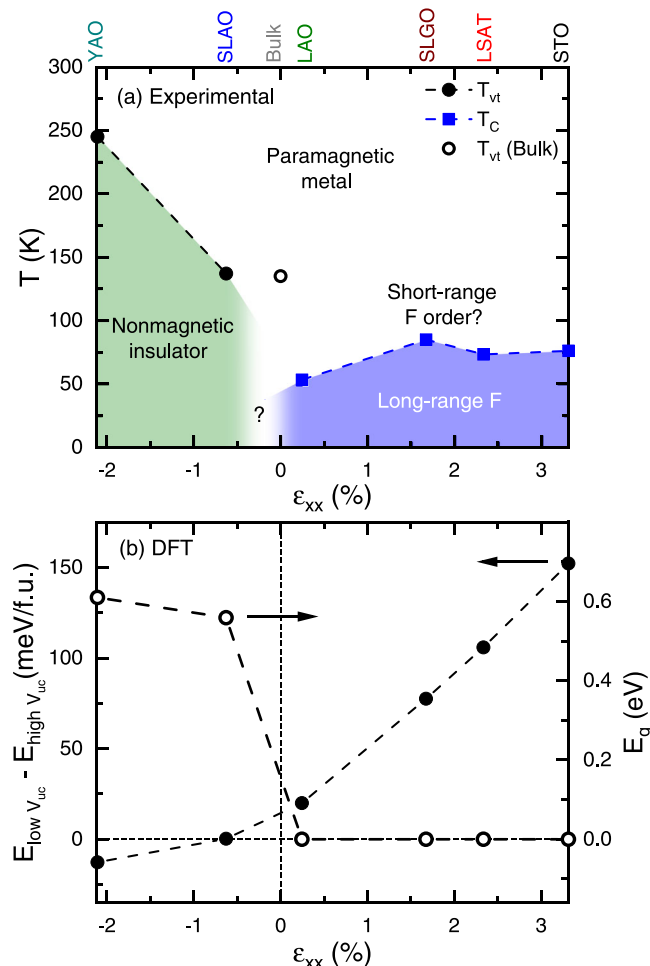 YAO SLAO Bulk LAO SLGO LSAT STO
(a) Experimental
T_vt
T_C
T_vt (Bulk)
Paramagnetic
metal
Short-range
F order?
Nonmagnetic
insulator
?
Long-range F
T (K)
300
250
200
150
100
50
0
-2 -1 0 1 2 3
ε_xx (%)
(b) DFT
E_low V_uc - E_high V_uc (meV/f.u.)
150
100
50
0
0.6
0.4
0.2
0.0
E_g (eV)
-2 -1 0 1 2 3
ε_xx (%)